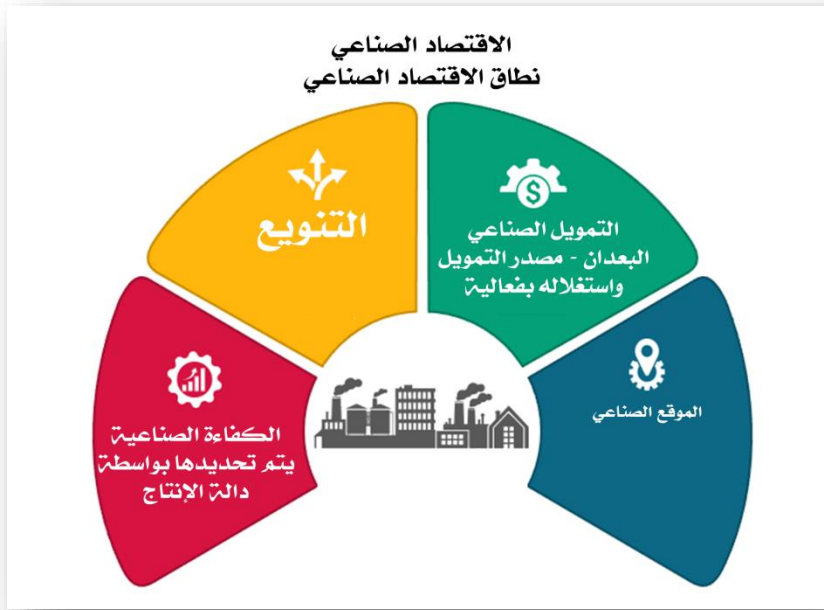 الاقتصاد الصناعي
نطاق الاقتصاد الصناعي
التمويل الصناعي
البعدان - مصدر التمويل
واستغلاله بفعالية
التنويع
الموقع الصناعي
الكفاءة الصناعية
يتم تحديدها بواسطة
دالة الإنتاج